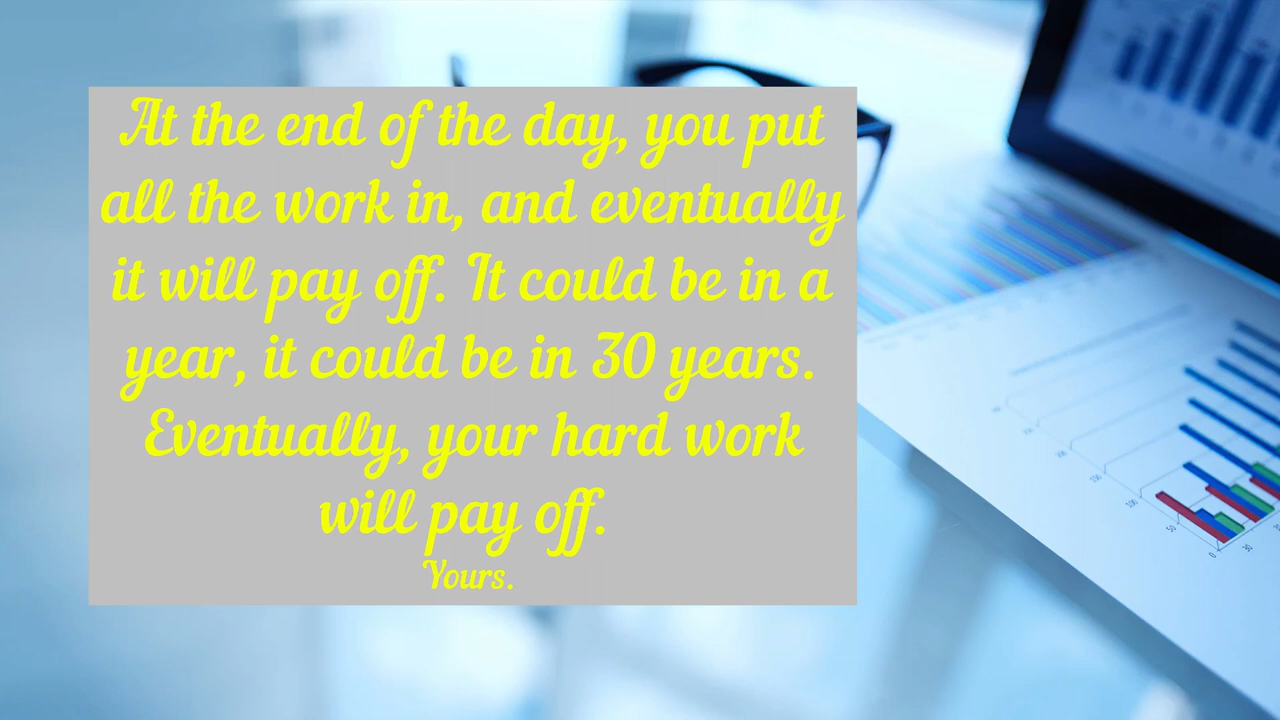 At the end of the day, you put
all the work in, and eventually
it will pay off. It could be in a
year, it could be in 30 years.
Eventually, your hard work
will pay off.
Yours.